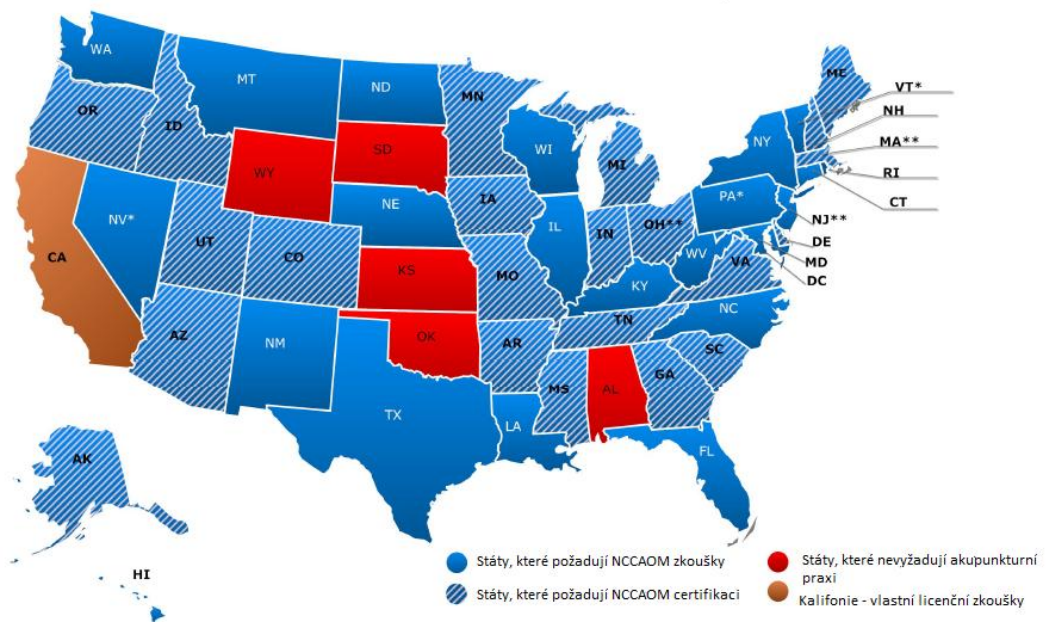 WA
MT
ND
MN
ME
VT*
NH
MA**
RI
CT
OR
ID
WY
SD
WI
MI
NY
NV*
UT
CO
NE
IA
IL
IN
OH**
PA*
NJ**
DE
MD
DC
CA
KS
MO
KY
WV
VA
AZ
NM
OK
AR
TN
NC
SC
TX
LA
MS
AL
GA
FL
AK
HI
Státy, které požadují NCCAOM zkoušky
Státy, které požadují NCCAOM certifikaci
Státy, které nevyžadují akupunkturní
praxi
Kalifonie - vlastní licenční zkoušky